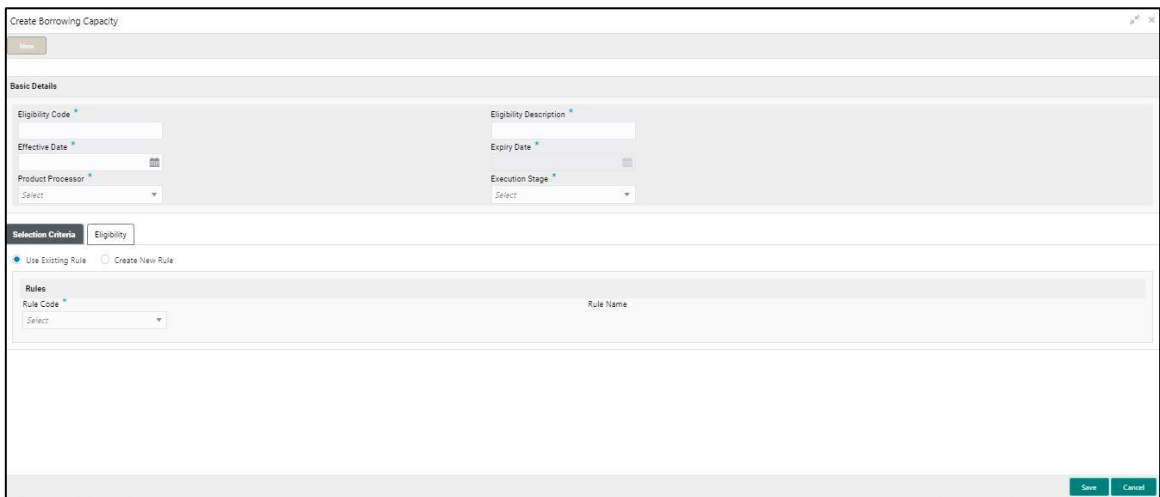 Create Borrowing Capacity
New
Basic Details
Eligibility Code *
Eligibility Description *
Effective Date *
Expiry Date *
Product Processor *
Execution Stage *
Select
Select
Selection Criteria
Eligibility
Use Existing Rule
Create New Rule
Rules
Rule Code *
Rule Name
Select
Save
Cancel